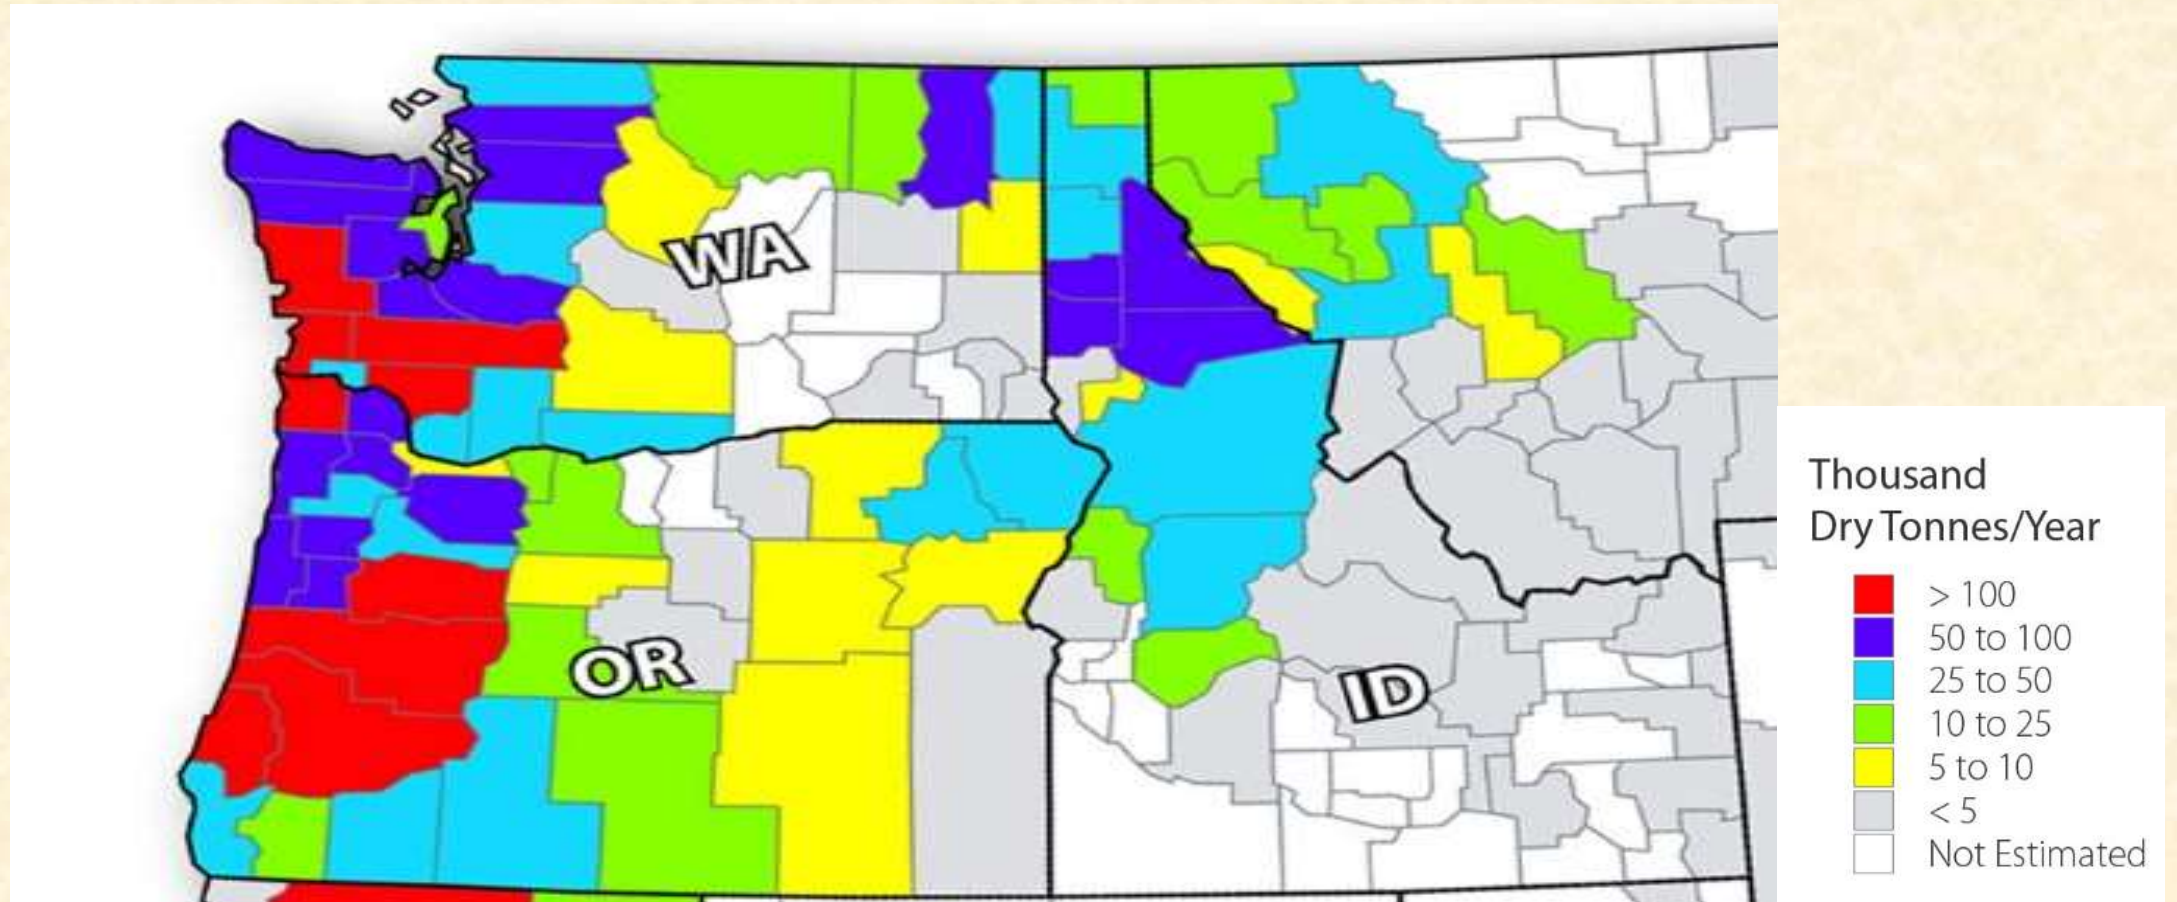 WA
OR
ID
Thousand
Dry Tonnes/Year
> 100
50 to 100
25 to 50
10 to 25
5 to 10
< 5
Not Estimated